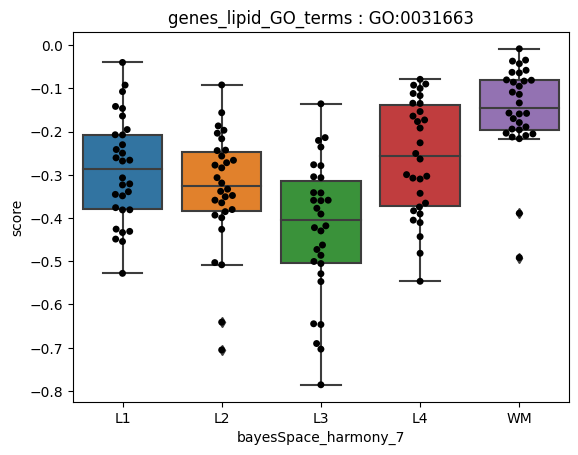 genes_lipid_GO_terms : GO:0031663
0.0
−0.1
−0.2
−0.3
−0.4
−0.5
−0.6
−0.7
−0.8
score
L1 L2 L3 L4 WM
bayesSpace_harmony_7